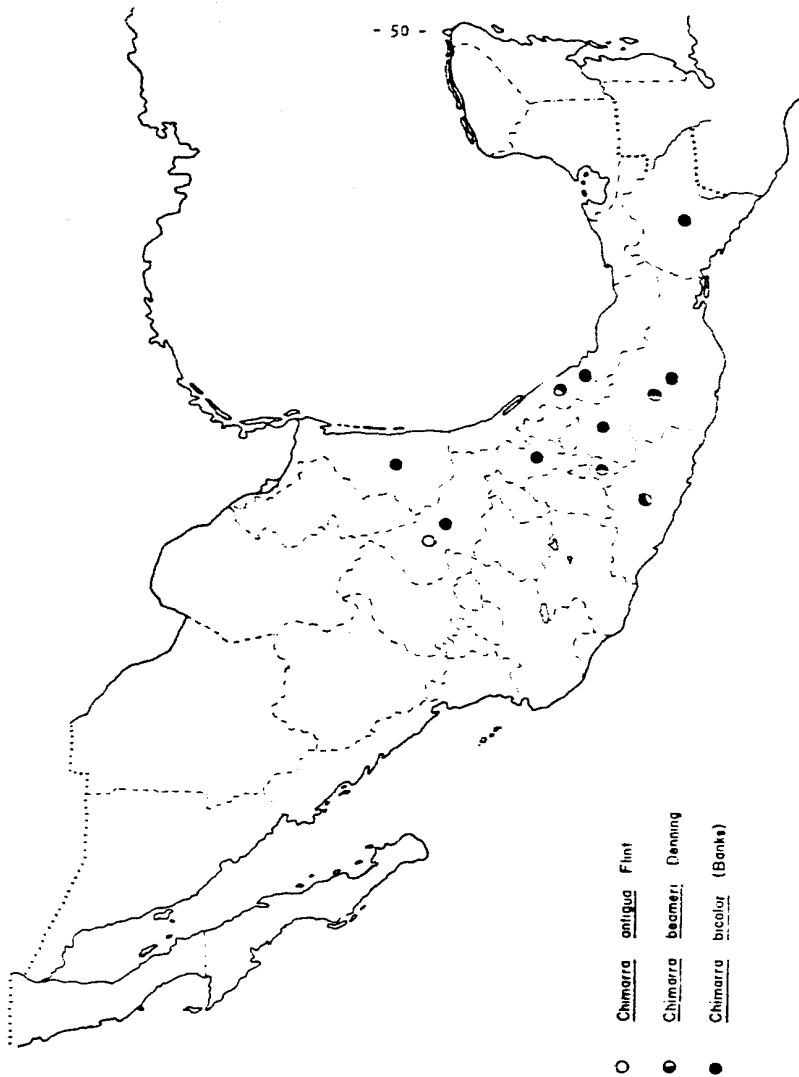 - 50 -
Chimarra antigua Flint
Chimarra beameri Denning
Chimarra bicolor (Banks)